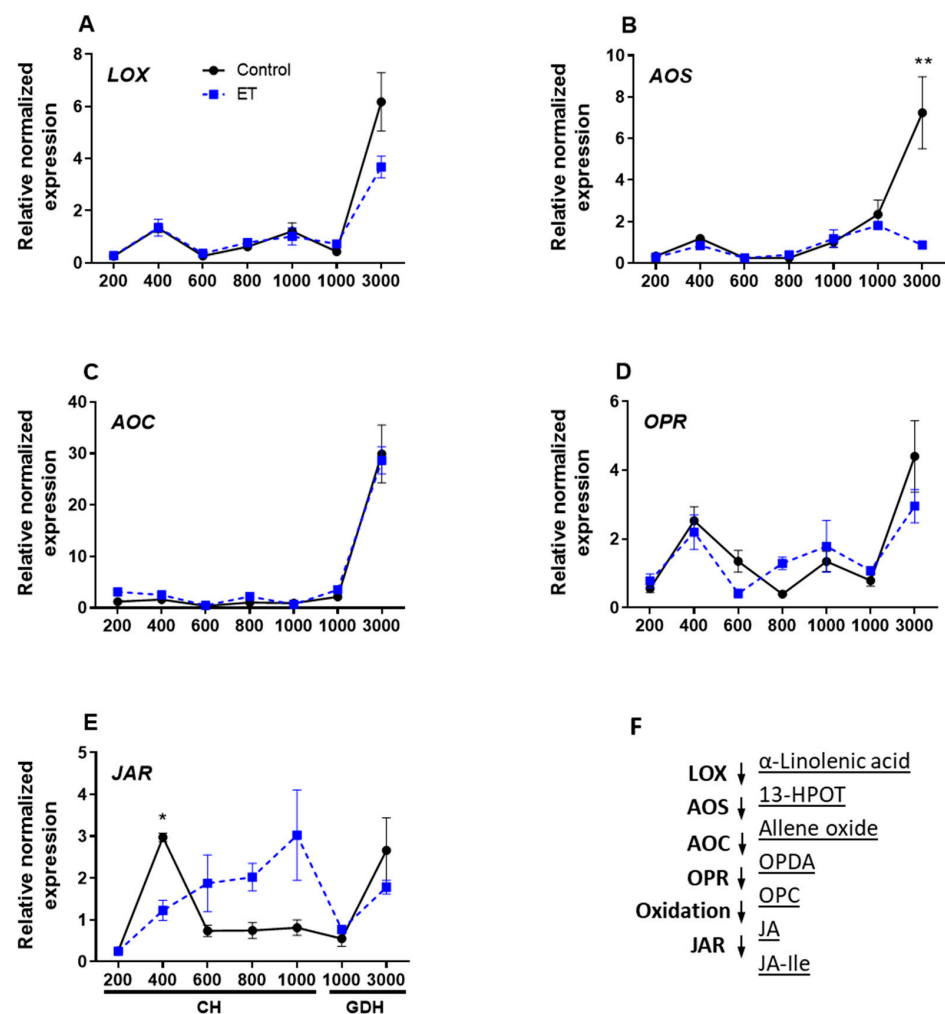 A
Relative normalized
expression
LOX
Control
ET
8
6
4
2
0
200 400 600 800 1000 1000 3000
B
Relative normalized
expression
AOS
**
10
8
6
4
2
0
200 400 600 800 1000 1000 3000
C
Relative normalized
expression
AOC
40
30
20
10
0
200 400 600 800 1000 1000 3000
D
Relative normalized
expression
OPR
6
4
2
0
200 400 600 800 1000 1000 3000
E
Relative normalized
expression
JAR
*
5
4
3
2
1
0
200 400 600 800 1000 1000 3000
CH GDH
F
α-Linolenic acid
LOX ↓
13-HPOT
AOS ↓
Allene oxide
AOC ↓
OPDA
OPR ↓
OPC
Oxidation ↓
JA
JAR ↓
JA-Ile